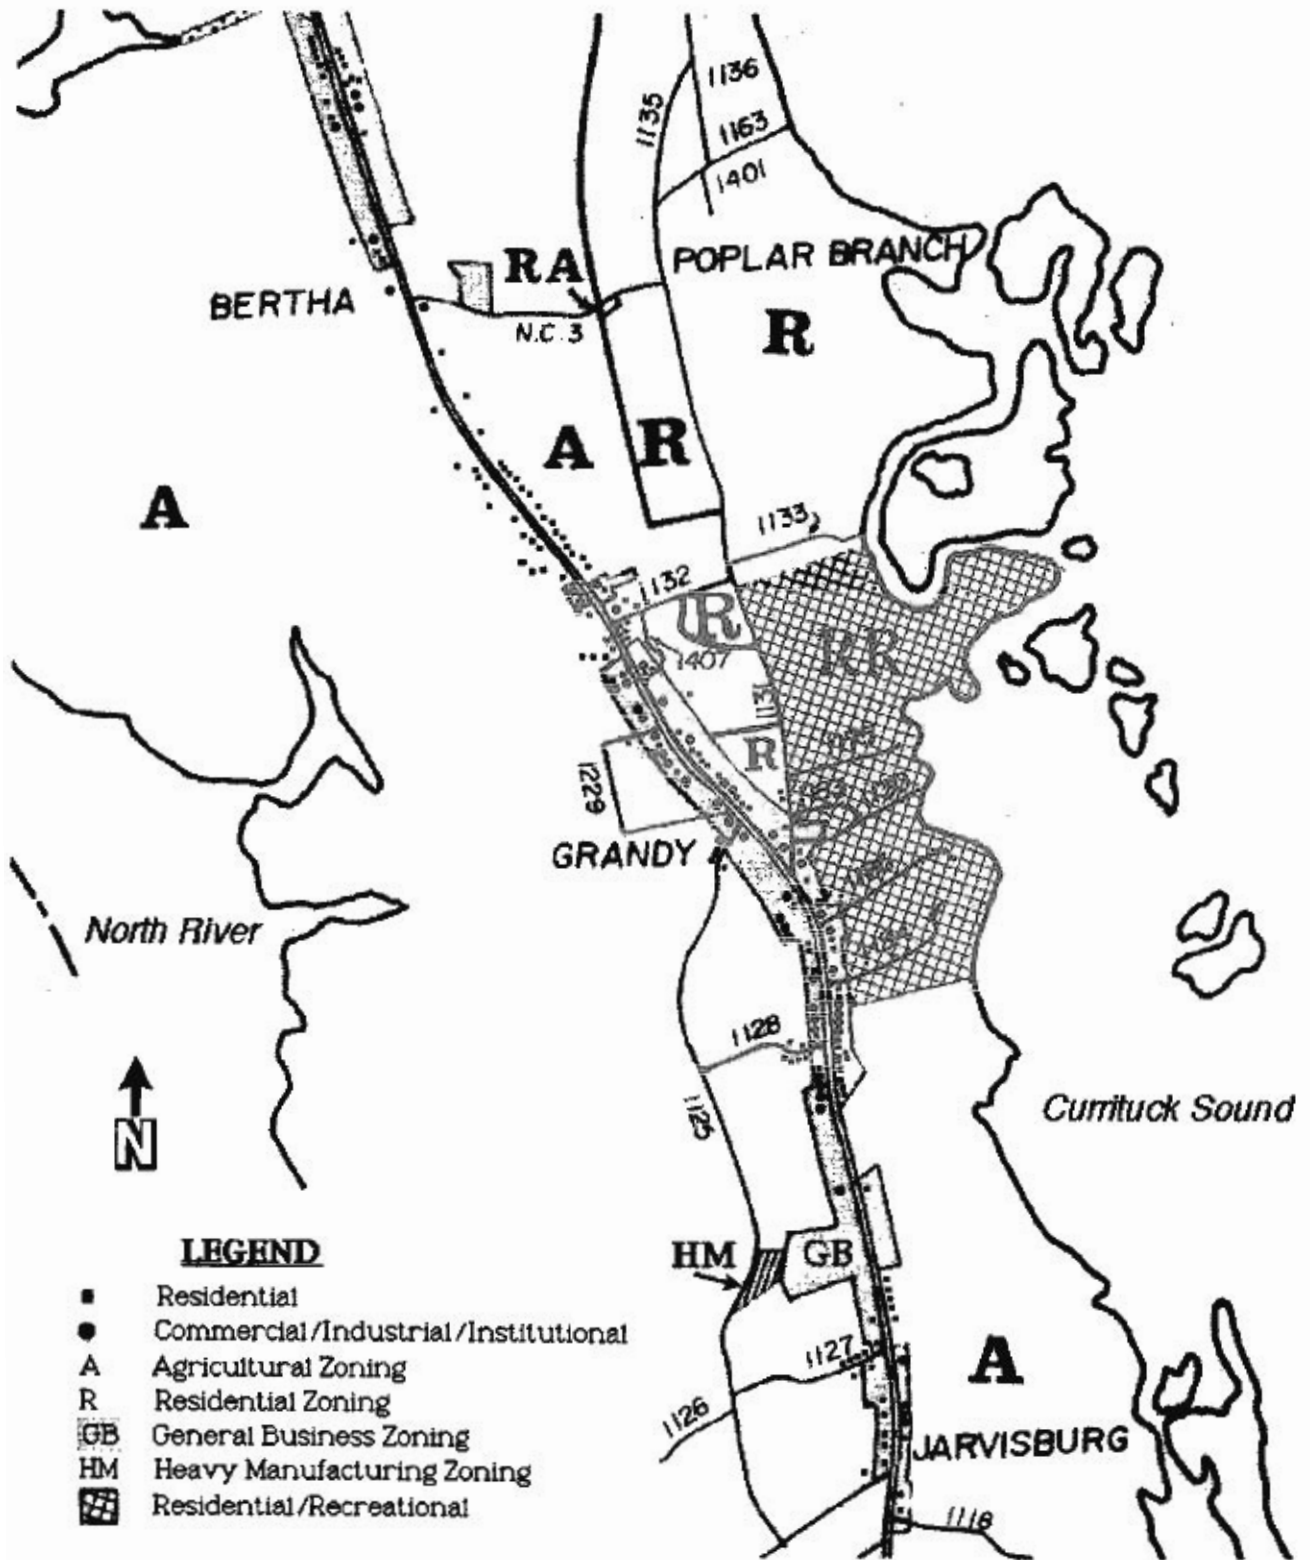 1136
1135
1163
1401
POPLAR BRANCH
RA
BERTHA
N.C. 3
R
A
R
A
1133
1132
R
RR
1407
1131
R
1229
GRANDY
North River
1128
N
1125
Currituck Sound
HM
GB
LEGEND
Residential
Commercial/Industrial/Institutional
A Agricultural Zoning
R Residential Zoning
GB General Business Zoning
HM Heavy Manufacturing Zoning
Residential/Recreational
1127
A
1126
JARVISBURG
1118